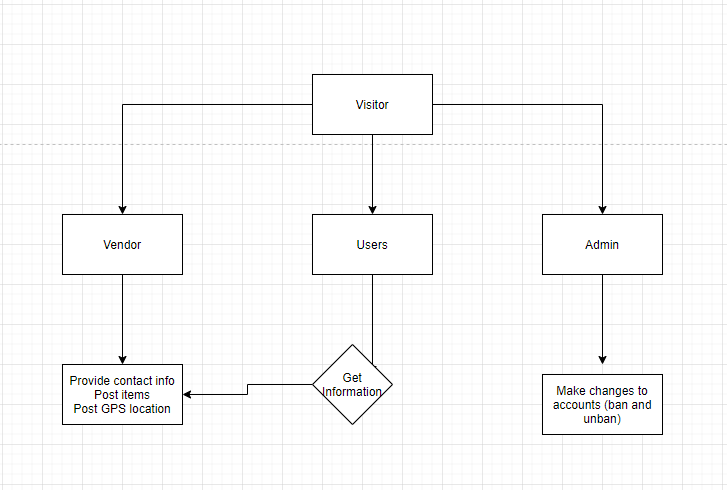 Visitor
Vendor
Users
Admin
Provide contact info
Post items
Post GPS location
Get
Information
Make changes to
accounts (ban and
unban)